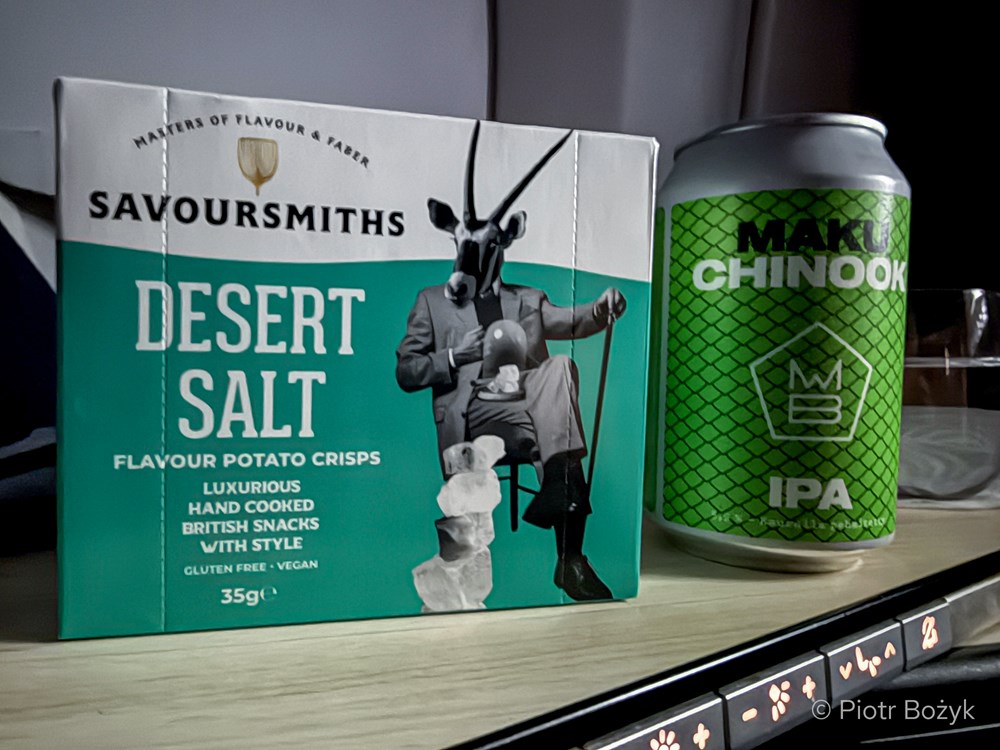 MASTERS OF FLAVOUR & FABER
SAVOURSMITHS
DESERT
SALT
FLAVOUR POTATO CRISPS
LUXURIOUS
HAND COOKED
BRITISH SNACKS
WITH STYLE
GLUTEN FREE • VEGAN
35g℮
MAKU
CHINOOK
IPA
© Piotr Bożyk